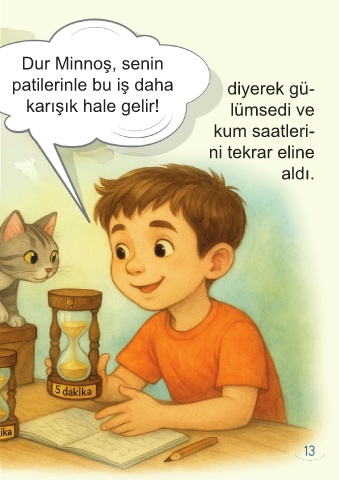 Dur Minnoş, senin
patilerinle bu iş daha
karışık hale gelir!
diyerek gü-
lümsedi ve
kum saatleri-
ni tekrar eline
aldı.
5 dakika
ika
13